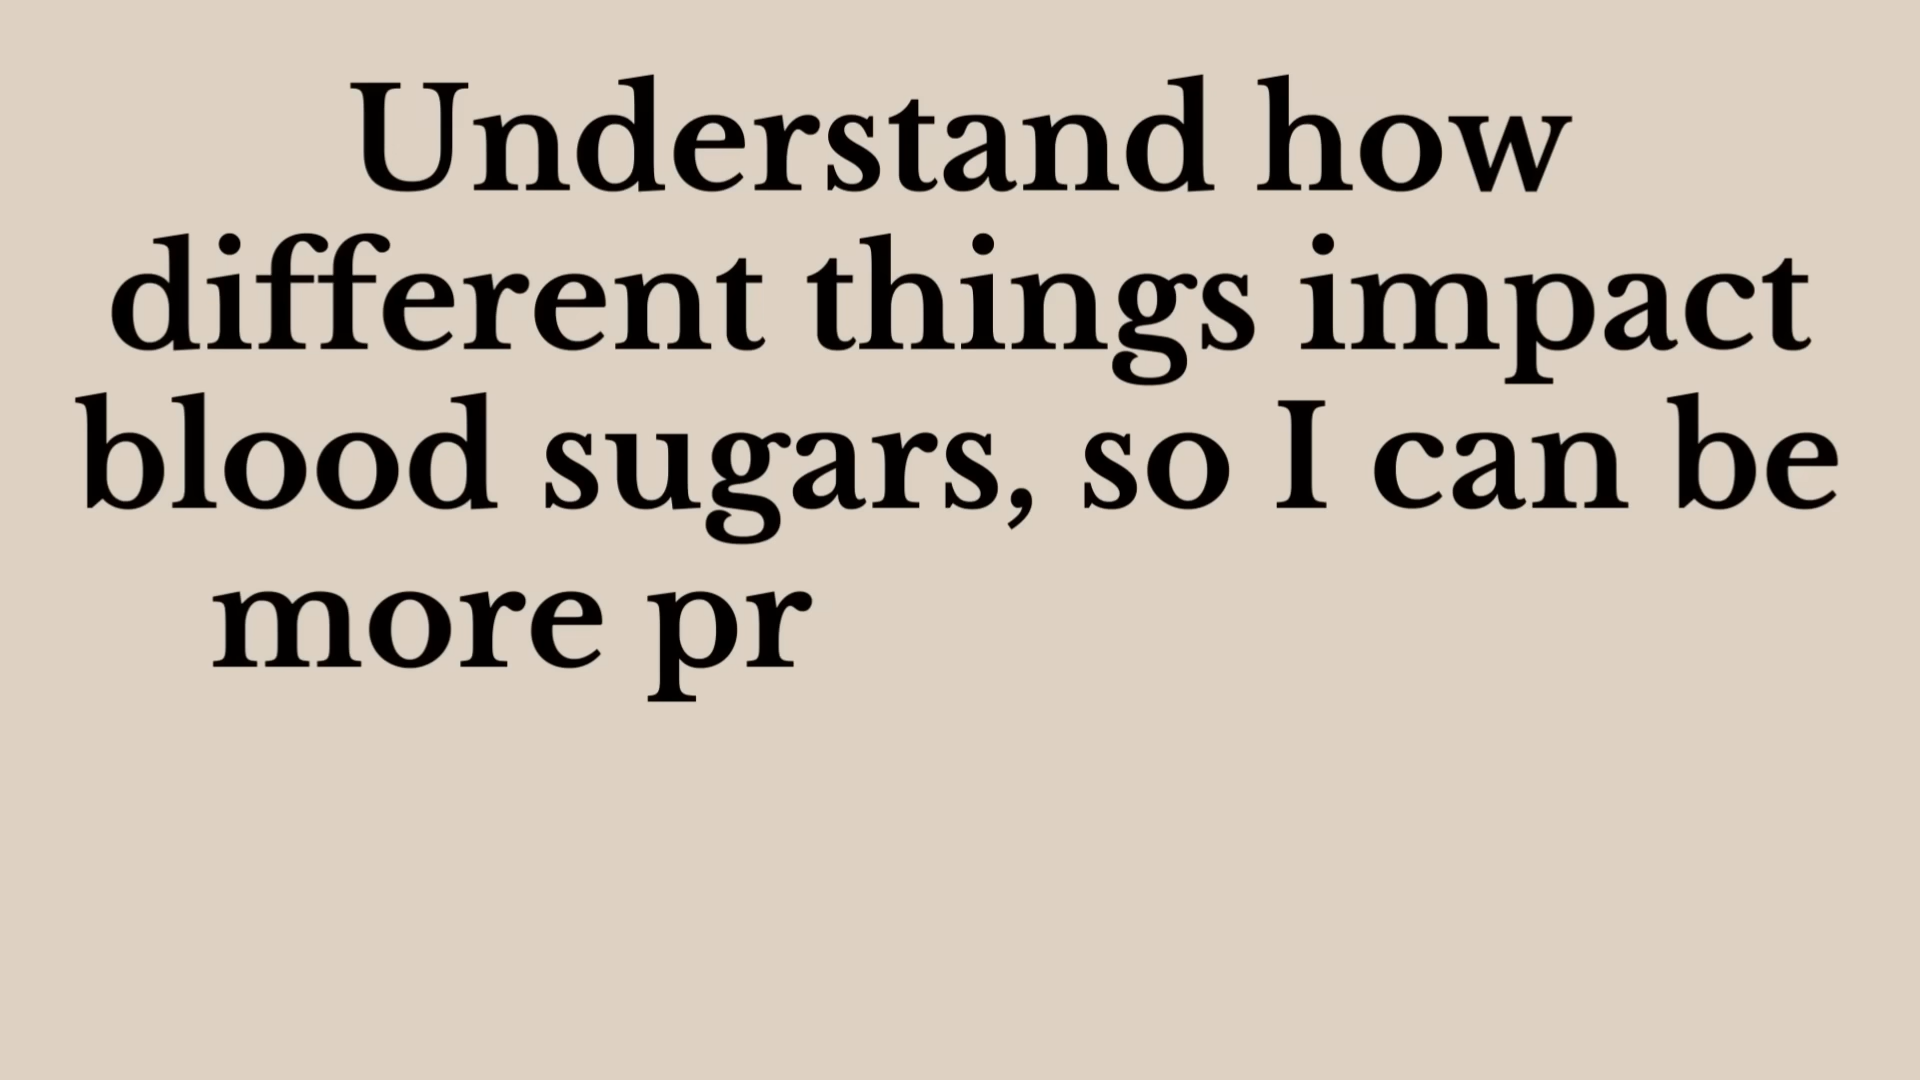 Understand how
different things impact
blood sugars, so I can be
more pr